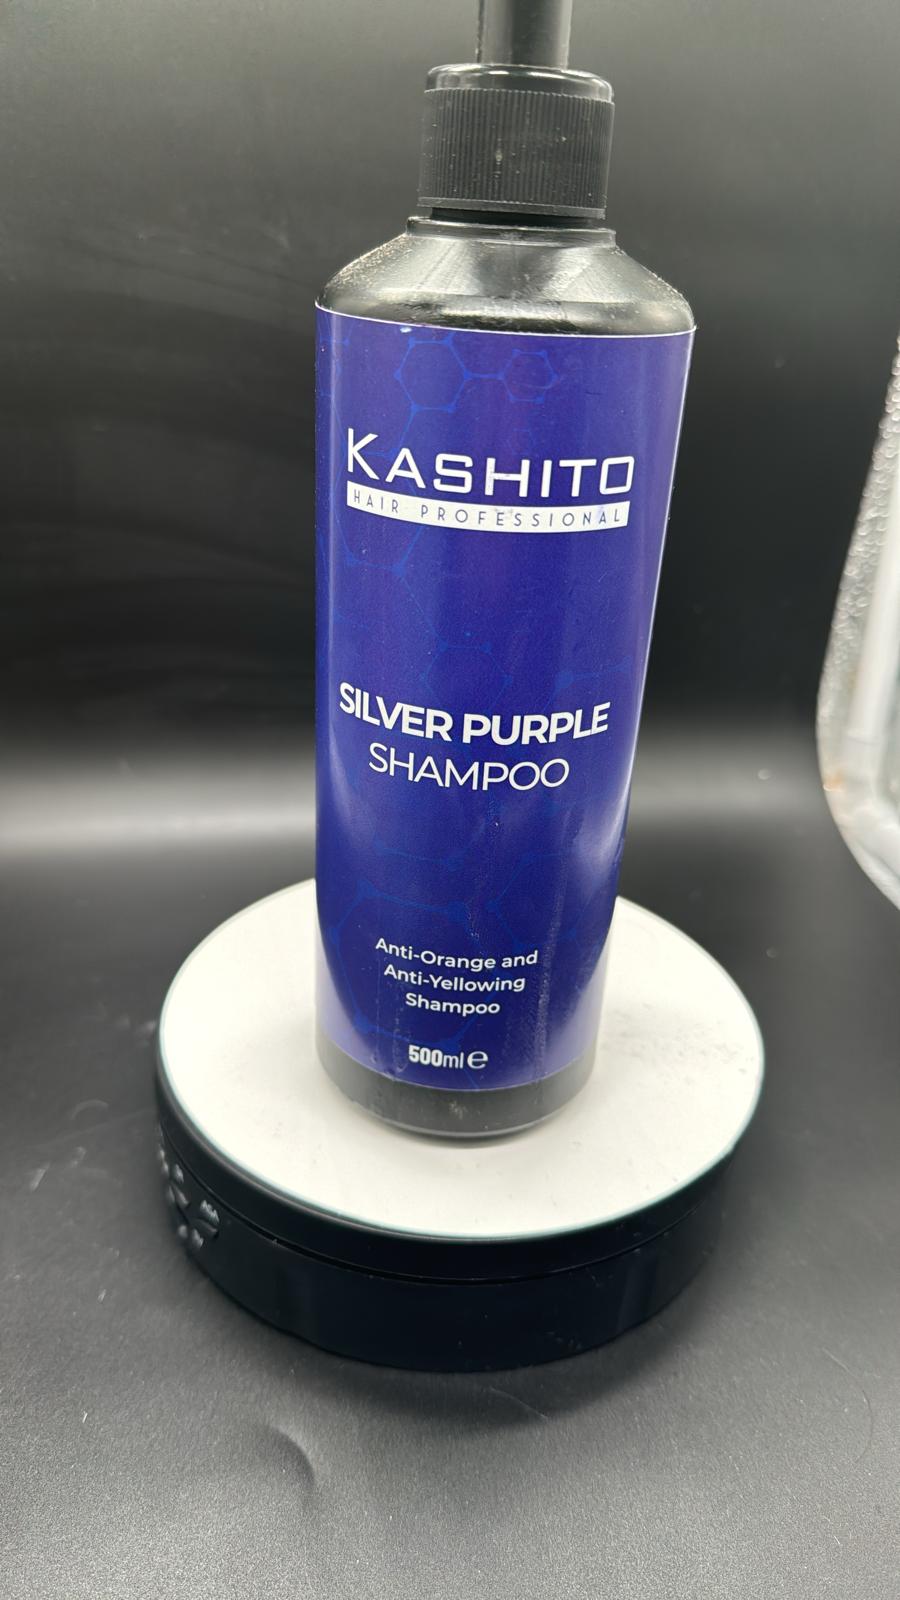 KASHITO
HAIR PROFESSIONAL
SILVER PURPLE
SHAMPOO
Anti-Orange and
Anti-Yellowing
Shampoo
500ml e